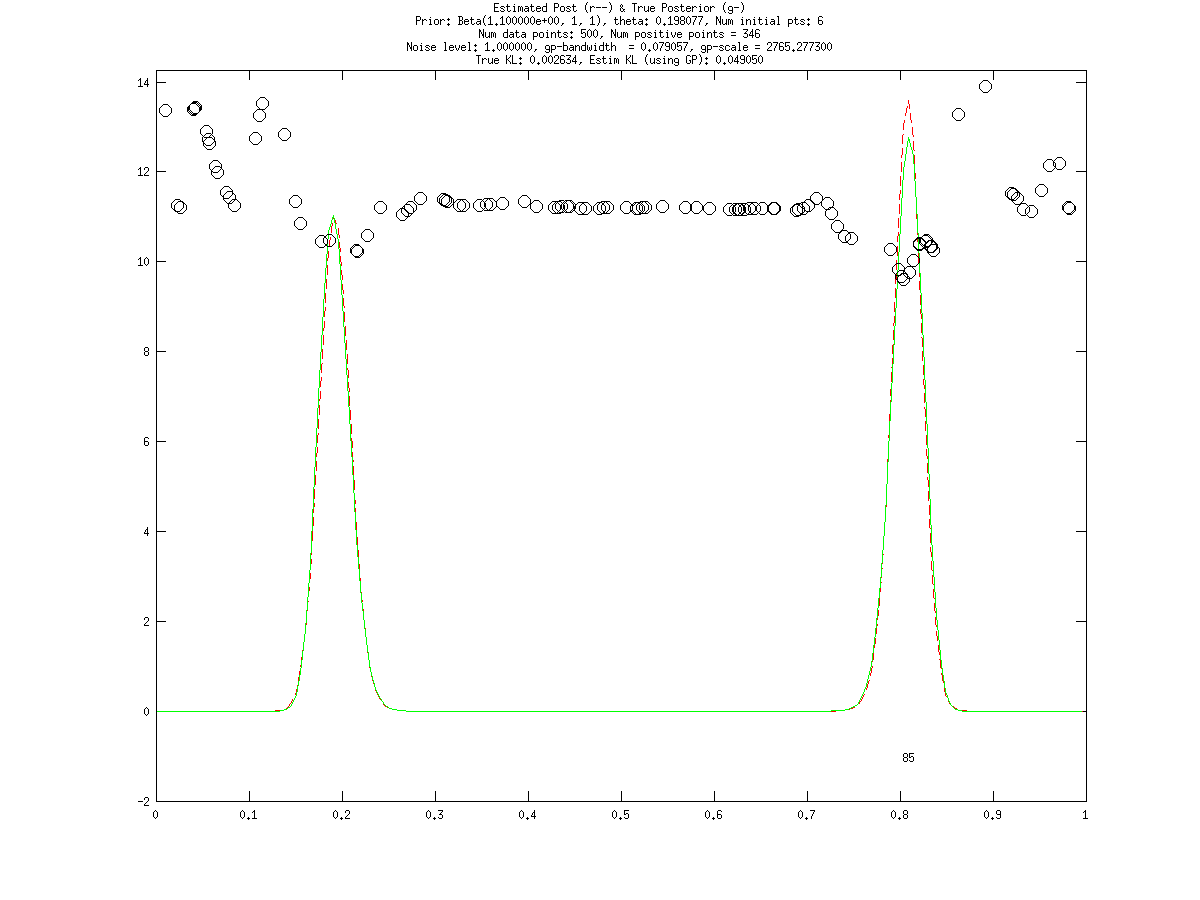 Estimated Post (r--) & True Posterior (g-)
Prior: Beta(1.100000e+00, 1, 1), theta: 0.198077, Num initial pts: 6
Num data points: 500, Num positive points = 346
Noise level: 1.000000, gp-bandwidth  = 0.079057, gp-scale = 2765.277300
True KL: 0.002634, Estim KL (using GP): 0.049050
14
12
10
8
6
4
2
0
85
-2
0 0.1 0.2 0.3 0.4 0.5 0.6 0.7 0.8 0.9 1